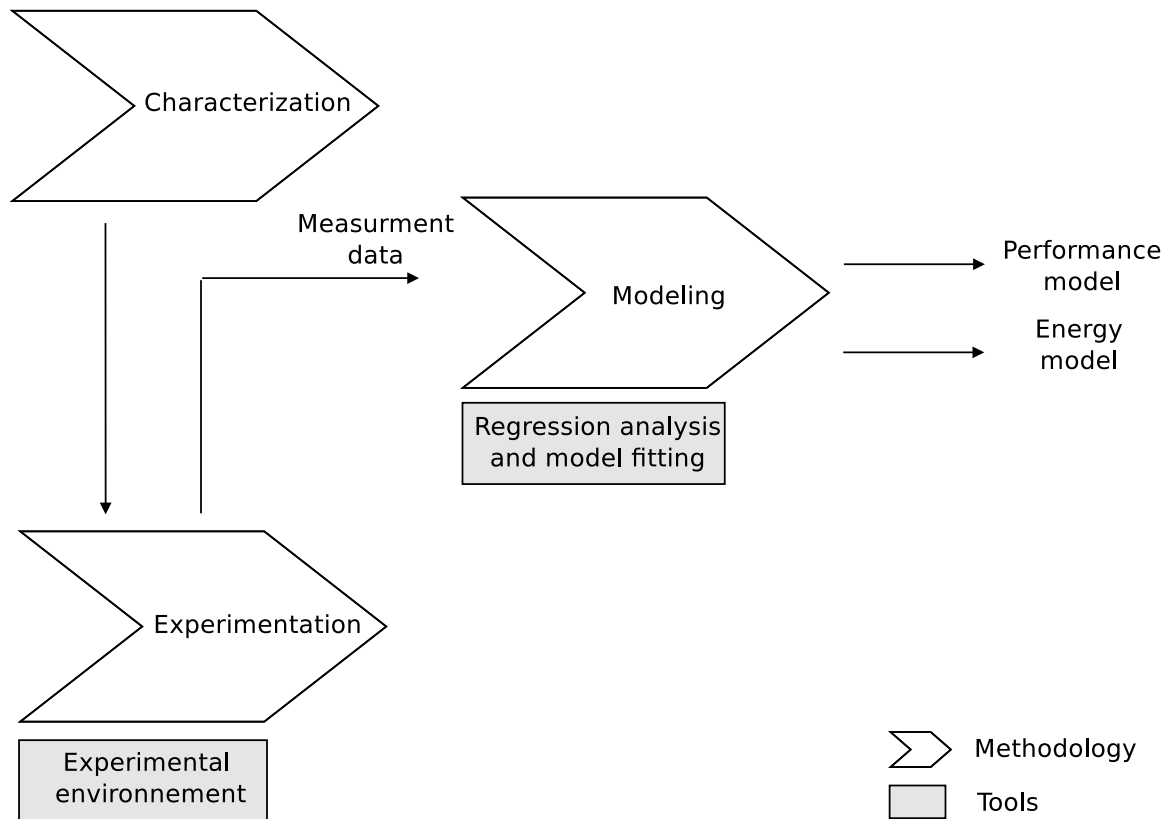 Characterization
Measurment
data
Modeling
Performance
model
Energy
model
Regression analysis
and model fitting
Experimentation
Experimental
environnement
Methodology
Tools